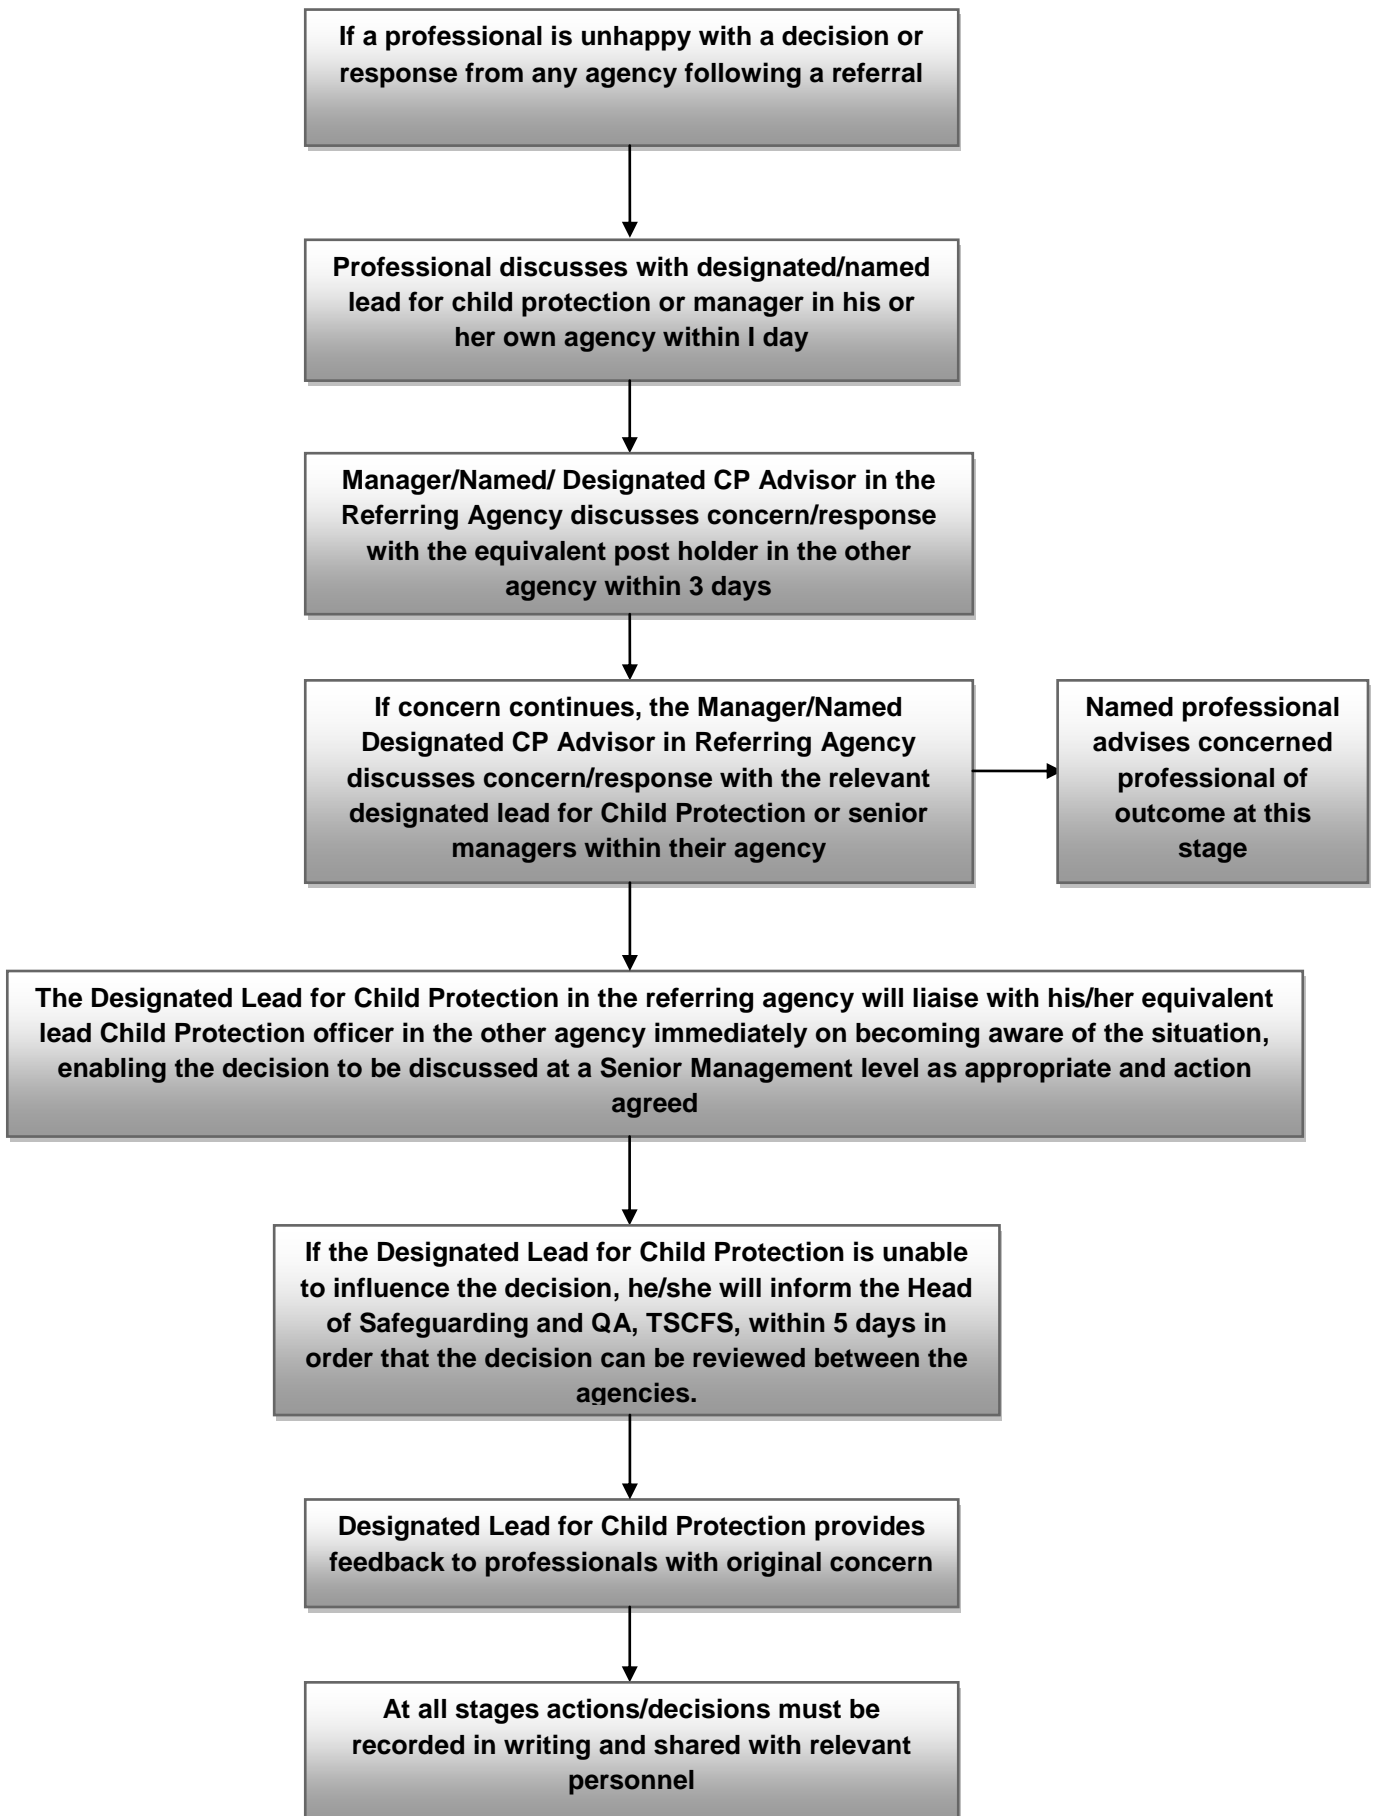 If a professional is unhappy with a decision or
response from any agency following a referral
Professional discusses with designated/named
lead for child protection or manager in his or
her own agency within I day
Manager/Named/ Designated CP Advisor in the
Referring Agency discusses concern/response
with the equivalent post holder in the other
agency within 3 days
If concern continues, the Manager/Named
Designated CP Advisor in Referring Agency
discusses concern/response with the relevant
designated lead for Child Protection or senior
managers within their agency
Named professional
advises concerned
professional of
outcome at this
stage
The Designated Lead for Child Protection in the referring agency will liaise with his/her equivalent
lead Child Protection officer in the other agency immediately on becoming aware of the situation,
enabling the decision to be discussed at a Senior Management level as appropriate and action
agreed
If the Designated Lead for Child Protection is unable
to influence the decision, he/she will inform the Head
of Safeguarding and QA, TSCFS, within 5 days in
order that the decision can be reviewed between the
agencies.
Designated Lead for Child Protection provides
feedback to professionals with original concern
At all stages actions/decisions must be
recorded in writing and shared with relevant
personnel